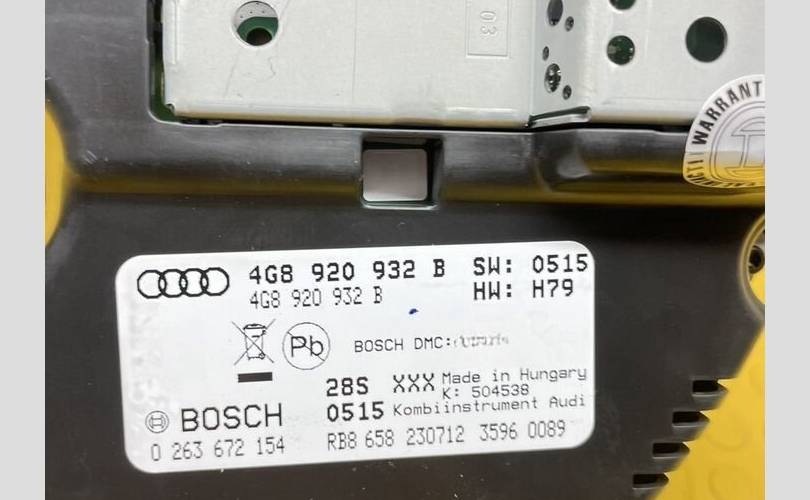 03
WARRANT
4G8 920 932 B SW: 0515
4G8 920 932 B HW: H79
Pb BOSCH DMC:
28S XXX Made in Hungary
K: 504538
BOSCH 0515 Kombiinstrument Audi
0 263 672 154 RB8 658 230712 3596 0089